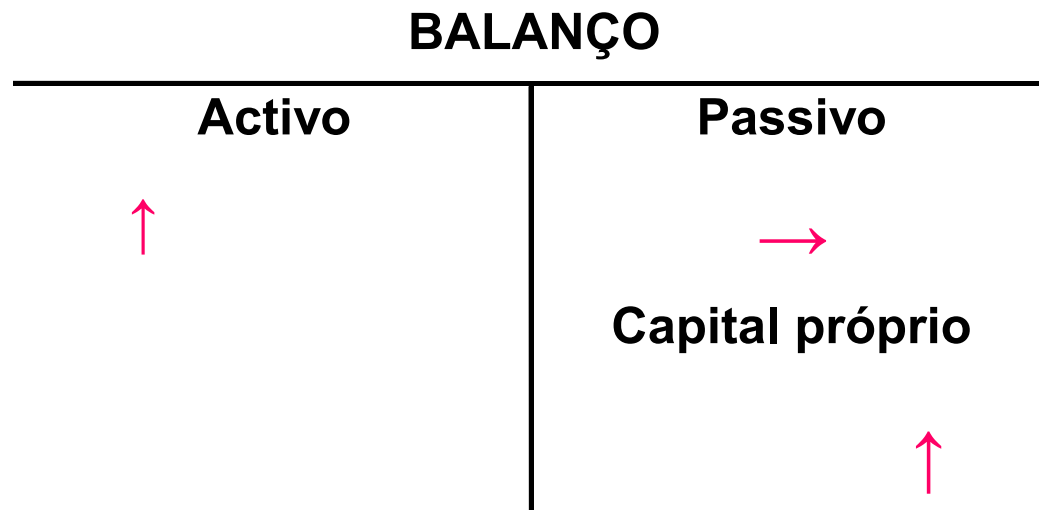 BALANÇO
Activo
Passivo
↑
→
Capital próprio
↑